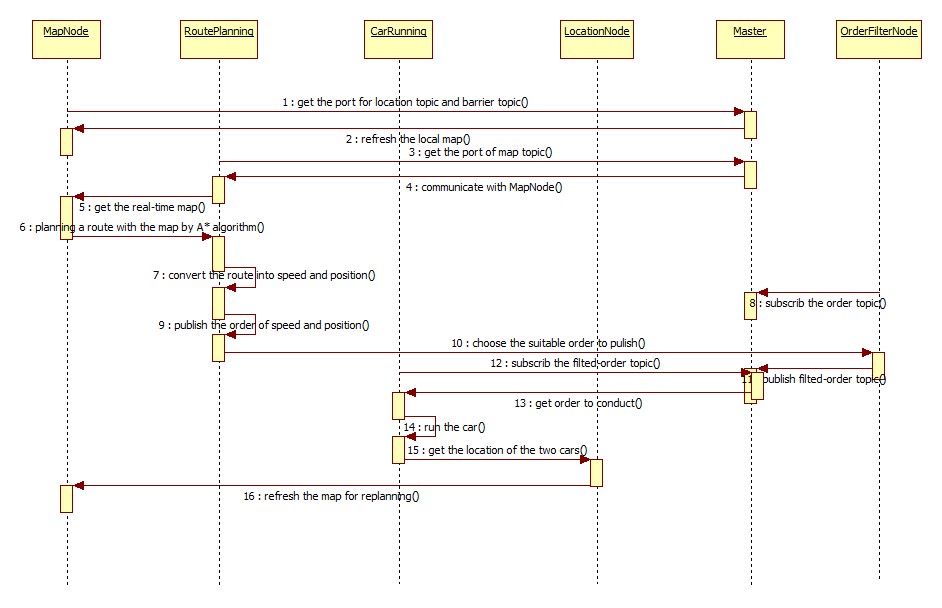 MapNode
RoutePlanning
CarRunning
LocationNode
Master
OrderFilterNode
1 : get the port for location topic and barrier topic()
2 : refresh the local map()
3 : get the port of map topic()
4 : communicate with MapNode()
5 : get the real-time map()
6 : planning a route with the map by A* algorithm()
7 : convert the route into speed and position()
8 : subscrib the order topic()
9 : publish the order of speed and position()
10 : choose the suitable order to pulish()
12 : subscrib the filted-order topic()
11 : publish filted-order topic()
13 : get order to conduct()
14 : run the car()
15 : get the location of the two cars()
16 : refresh the map for replanning()